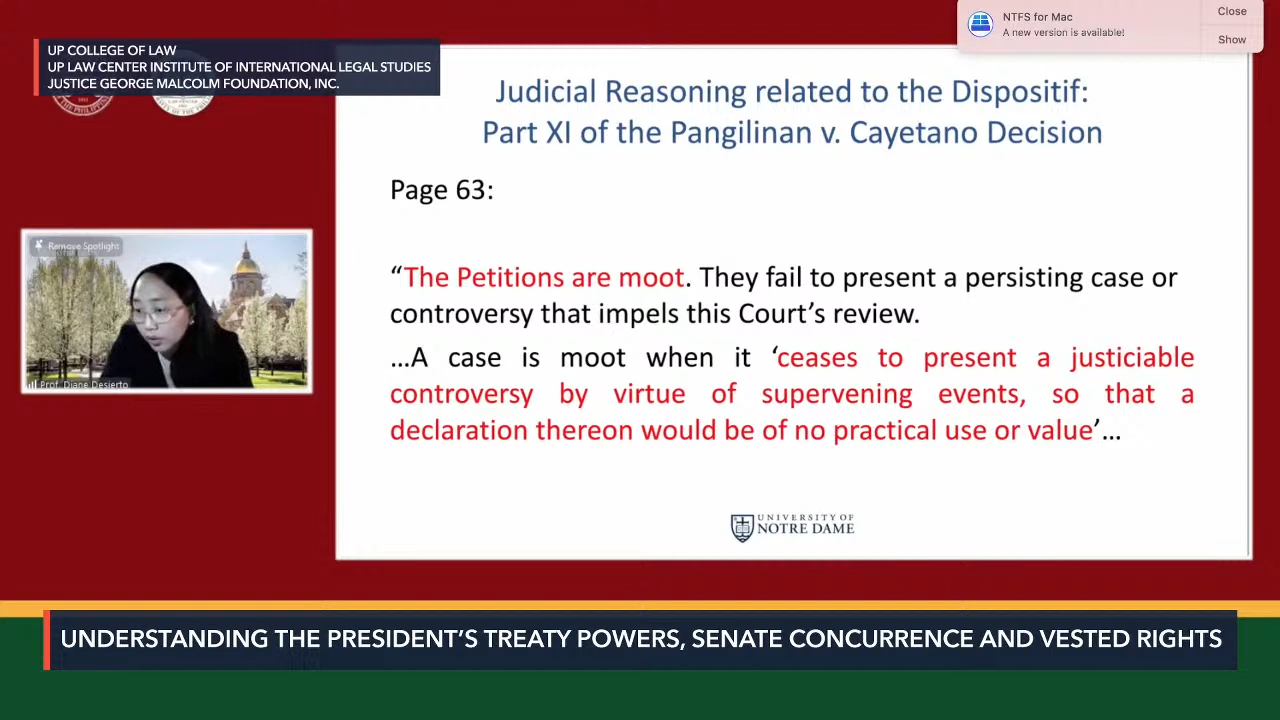 UP COLLEGE OF LAW
UP LAW CENTER INSTITUTE OF INTERNATIONAL LEGAL STUDIES
JUSTICE GEORGE MALCOLM FOUNDATION, INC.
NTFS for Mac
A new version is available!
Close
Show
Judicial Reasoning related to the Dispositif:
Part XI of the Pangilinan v. Cayetano Decision
Page 63:
“The Petitions are moot. They fail to present a persisting case or
controversy that impels this Court’s review.
…A case is moot when it ‘ceases to present a justiciable
controversy by virtue of supervening events, so that a
declaration thereon would be of no practical use or value’…
UNIVERSITY OF
NOTRE DAME
Remove Spotlight
Prof. Diane Desierto
UNDERSTANDING THE PRESIDENT’S TREATY POWERS, SENATE CONCURRENCE AND VESTED RIGHTS